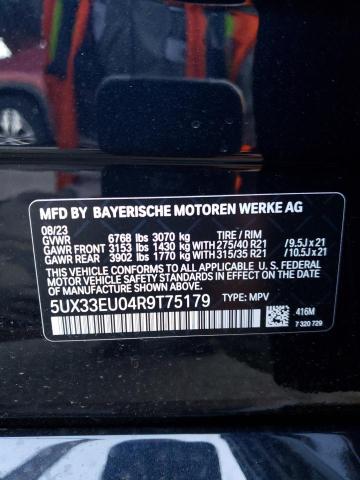 MFD BY BAYERISCHE MOTOREN WERKE AG
08/23
GVWR 6768 lbs 3070 kg TIRE / RIM
GAWR FRONT 3153 lbs 1430 kg 275/40 R21 /9.5J x 21
GAWR REAR 3902 lbs 1770 kg 315/35 R21 /10.5J x 21
THIS VEHICLE CONFORMS TO ALL APPLICABLE U. S. FEDERAL
MOTOR VEHICLE SAFETY STANDARDS IN EFFECT ON
THE DATE OF MANUFACTURE SHOWN ABOVE.
5UX33EU04R9T75179 TYPE: MPV
416M
7 320 729